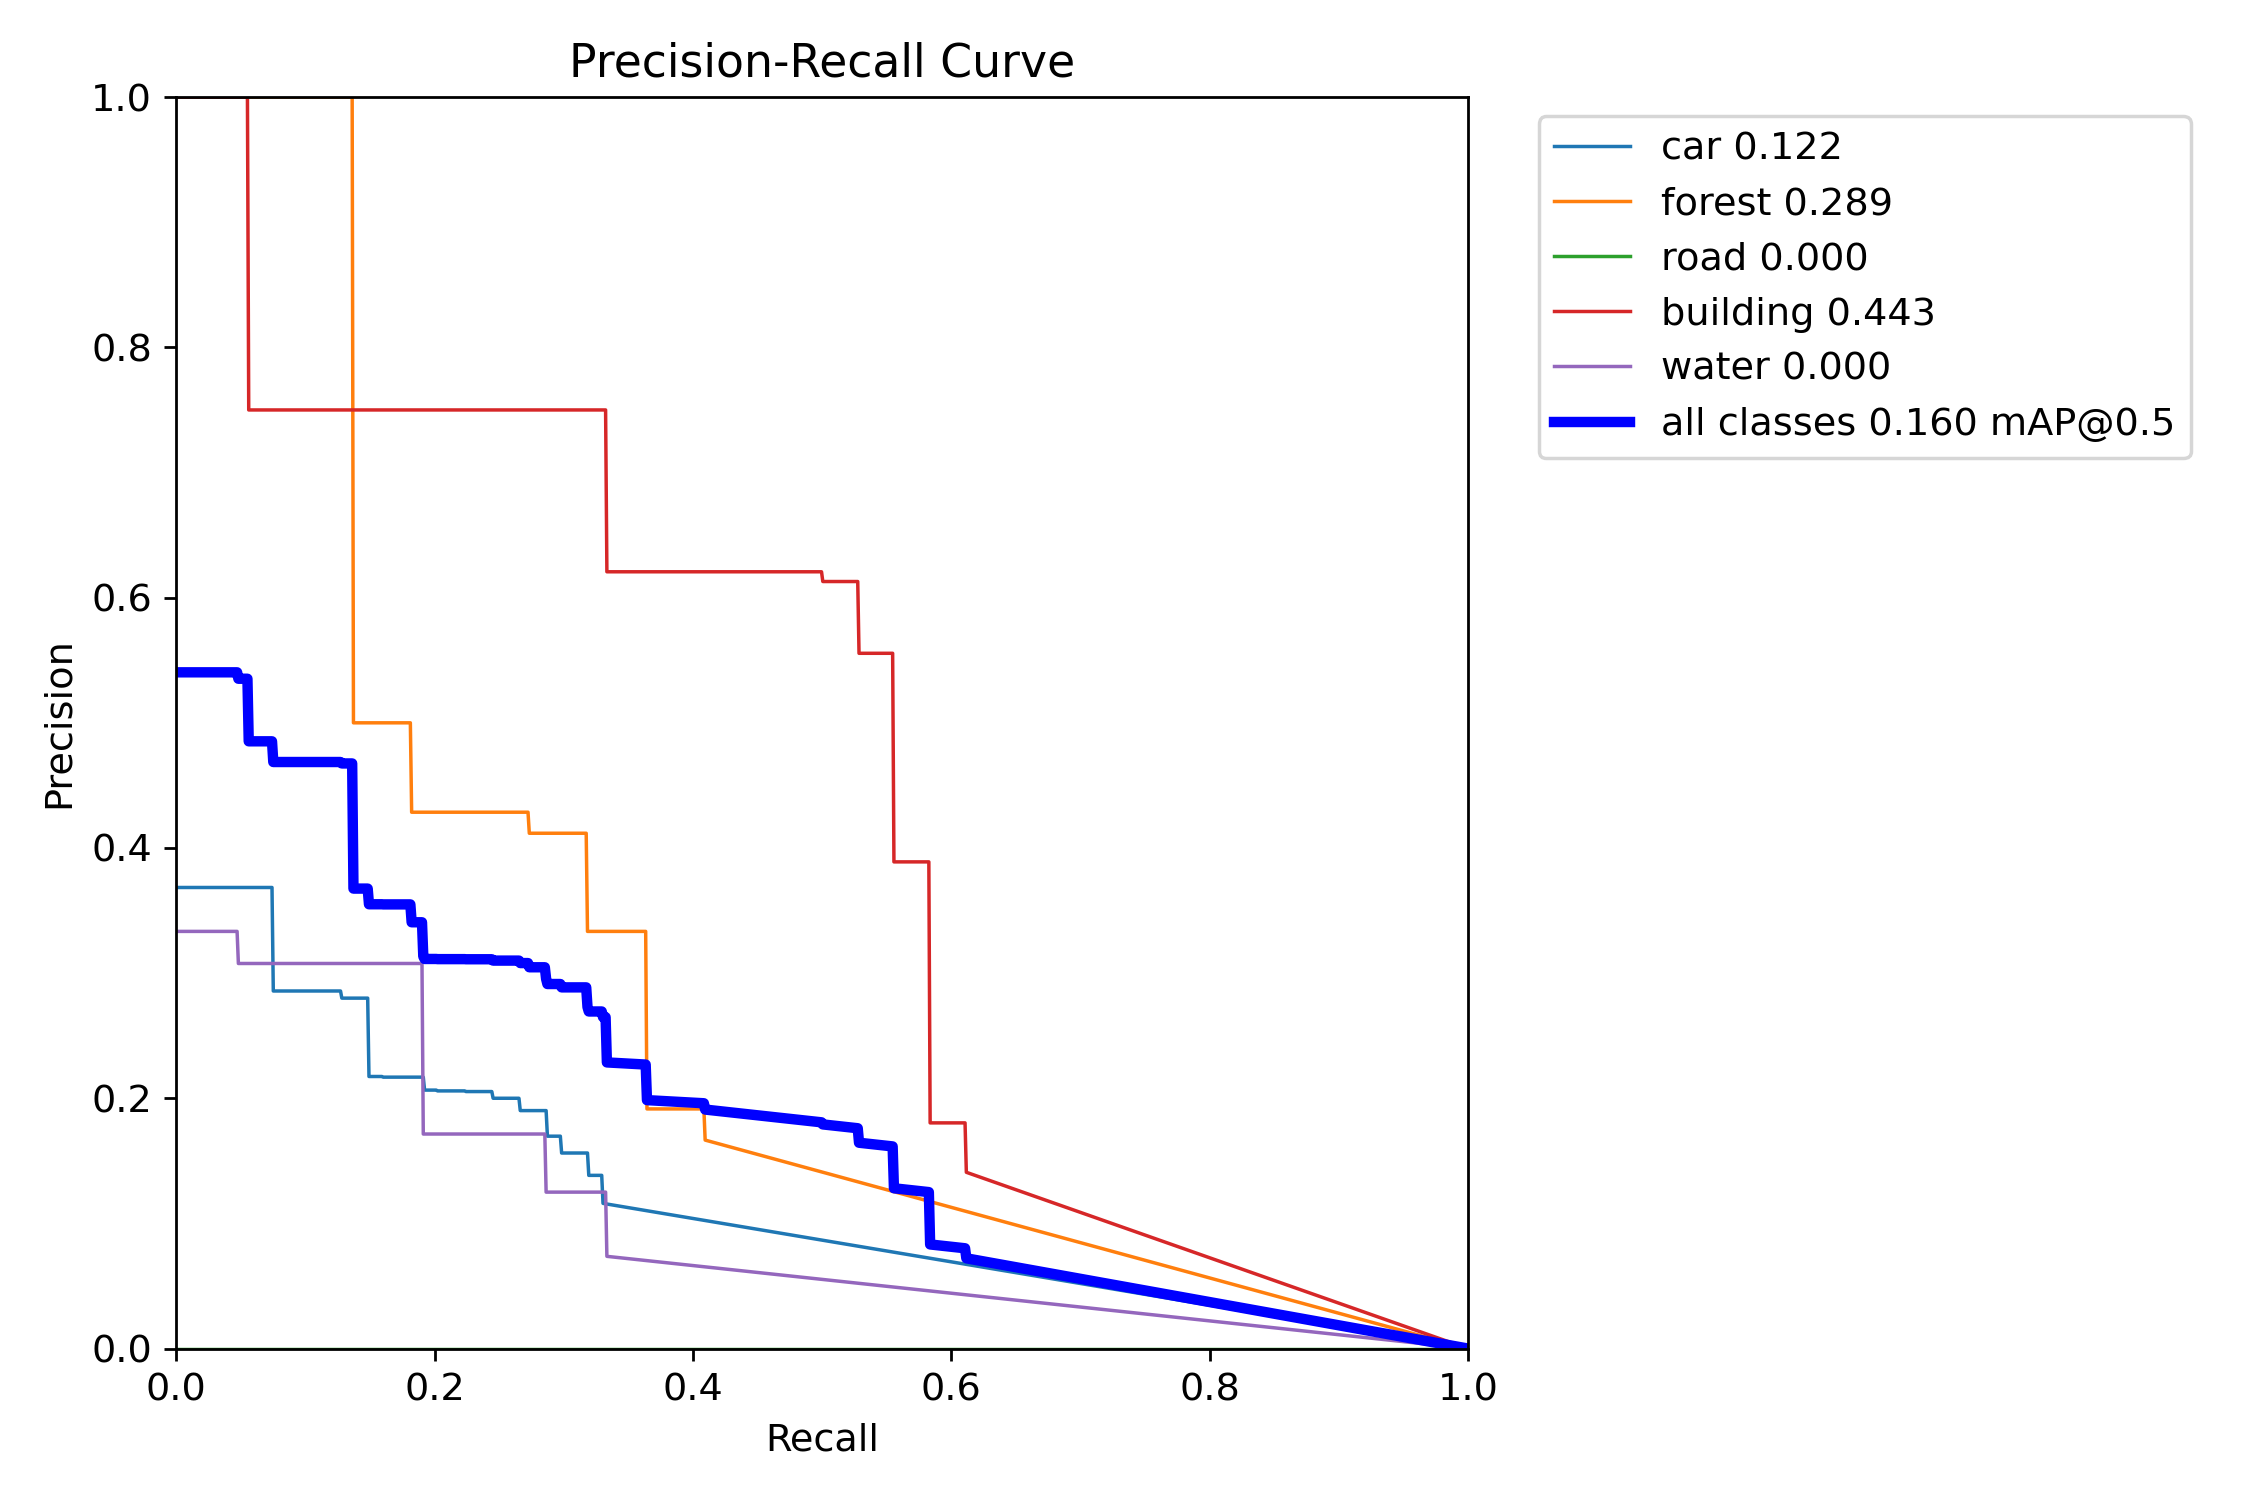 Precision-Recall Curve
1.0
0.8
0.6
0.4
0.2
0.0
Precision
0.0 0.2 0.4 0.6 0.8 1.0
Recall
car 0.122
forest 0.289
road 0.000
building 0.443
water 0.000
all classes 0.160 mAP@0.5